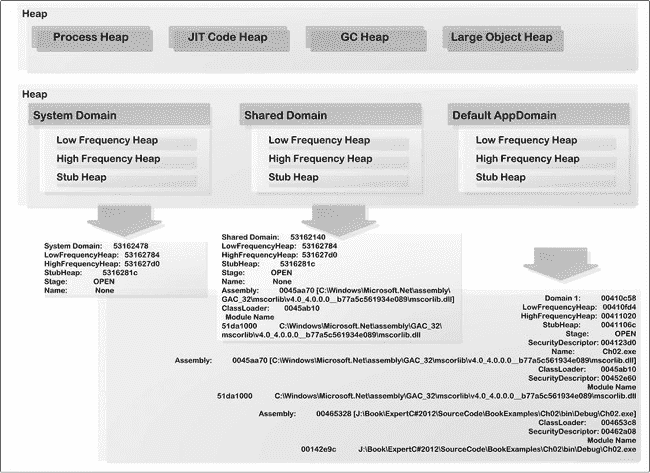 Heap
Process Heap
JIT Code Heap
GC Heap
Large Object Heap
Heap
System Domain
Low Frequency Heap
High Frequency Heap
Stub Heap
Shared Domain
Low Frequency Heap
High Frequency Heap
Stub Heap
Default AppDomain
Low Frequency Heap
High Frequency Heap
Stub Heap
System Domain: 53162478
LowFrequencyHeap: 53162784
HighFrequencyHeap: 531627d0
StubHeap: 5316281c
Stage: OPEN
Name: None
Shared Domain: 53162140
LowFrequencyHeap: 53162784
HighFrequencyHeap: 531627d0
StubHeap: 5316281c
Stage: OPEN
Name: None
Assembly: 0045aa70 [C:\Windows\Microsoft.Net\assembly\
GAC_32\mscorlib\v4.0_4.0.0.0__b77a5c561934e089\mscorlib.dll]
ClassLoader: 0045ab10
Module Name
51da1000 C:\Windows\Microsoft.Net\assembly\GAC_32\
mscorlib\v4.0_4.0.0.0__b77a5c561934e089\mscorlib.dll
Domain 1: 00410c58
LowFrequencyHeap: 00410fd4
HighFrequencyHeap: 00411020
StubHeap: 0041106c
Stage: OPEN
SecurityDescriptor: 004123d0
Name: Ch02.exe
Assembly: 0045aa70 [C:\Windows\Microsoft.Net\assembly\GAC_32\mscorlib\v4.0_4.0.0.0__b77a5c561934e089\mscorlib.dll]
ClassLoader: 0045ab10
SecurityDescriptor: 00452e60
Module Name
51da1000 C:\Windows\Microsoft.Net\assembly\GAC_32\mscorlib\v4.0_4.0.0.0__b77a5c561934e089\mscorlib.dll
Assembly: 00465328 [J:\Book\ExpertC#2012\SourceCode\BookExamples\Ch02\bin\Debug\Ch02.exe]
ClassLoader: 004653c8
SecurityDescriptor: 00462a08
Module Name
00142e9c J:\Book\ExpertC#2012\SourceCode\BookExamples\Ch02\bin\Debug\Ch02.exe